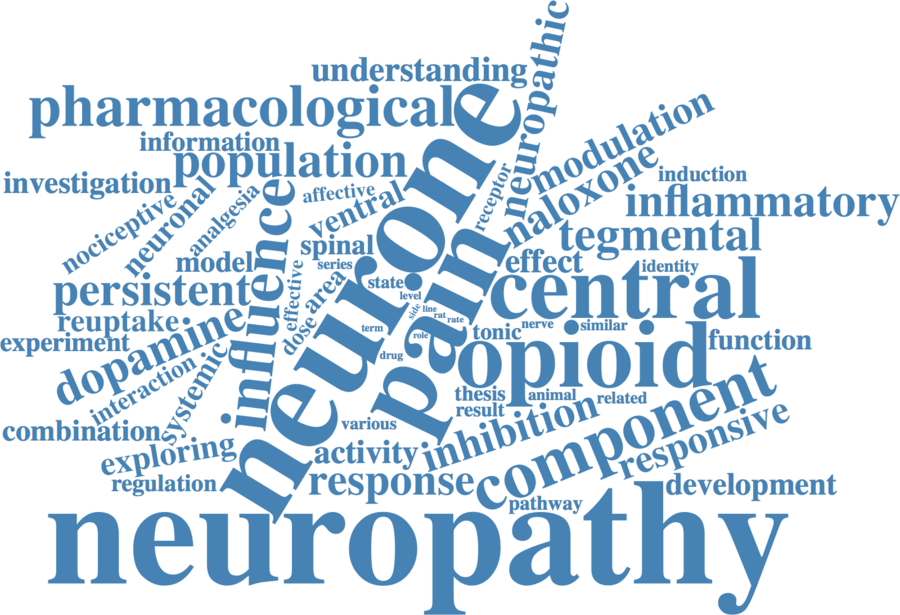 understanding
neuropathic
pharmacological
modulation
information
population
naloxone
induction
investigation
affective
receptor
inflammatory
nociceptive
neuronal
analgesia
ventral
tegmental
spinal
model
series
effect
identity
influence
neurone
pain
central
persistent
effective
area
state
level
dose
side
line
rat
rate
term
role
reuptake
tonic
nerve
similar
experiment
dopamine
drug
opioid
function
interaction
systemic
thesis
animal
related
result
component
combination
various
inhibition
responsive
exploring
activity
regulation
response
pathway
development
neuropathy